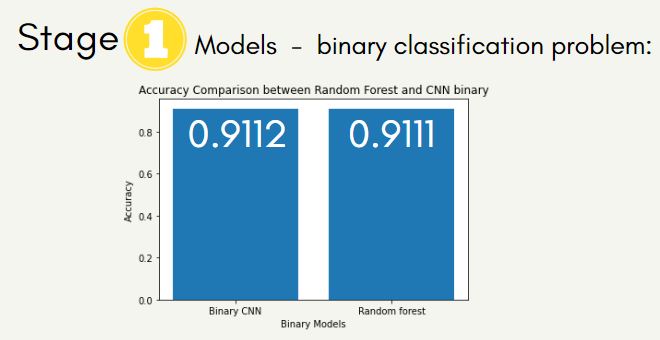 Stage 1 Models - binary classification problem:
Accuracy Comparison between Random Forest and CNN binary
0.9112 0.9111
0.8
0.6
0.4
0.2
0.0
Accuracy
Binary CNN Random forest
Binary Models